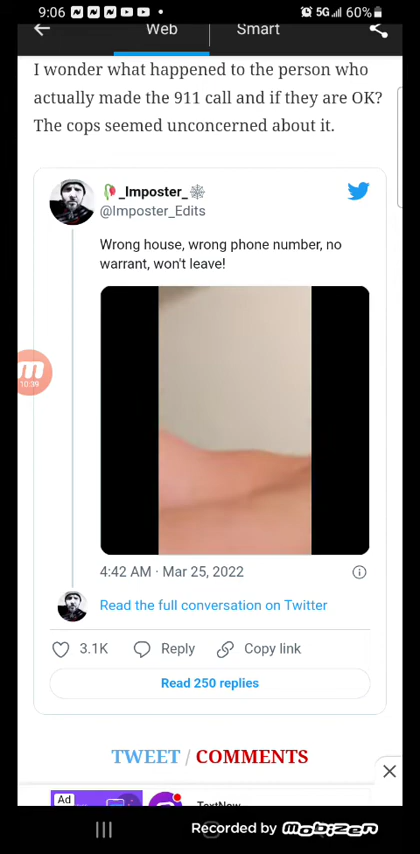 9:06 5G 60%
Web Smart
I wonder what happened to the person who
actually made the 911 call and if they are OK?
The cops seemed unconcerned about it.
_Imposter_
@Imposter_Edits
Wrong house, wrong phone number, no
warrant, won't leave!
10:39
4:42 AM · Mar 25, 2022
Read the full conversation on Twitter
3.1K Reply Copy link
Read 250 replies
TWEET / COMMENTS
Ad
Recorded by mobizen